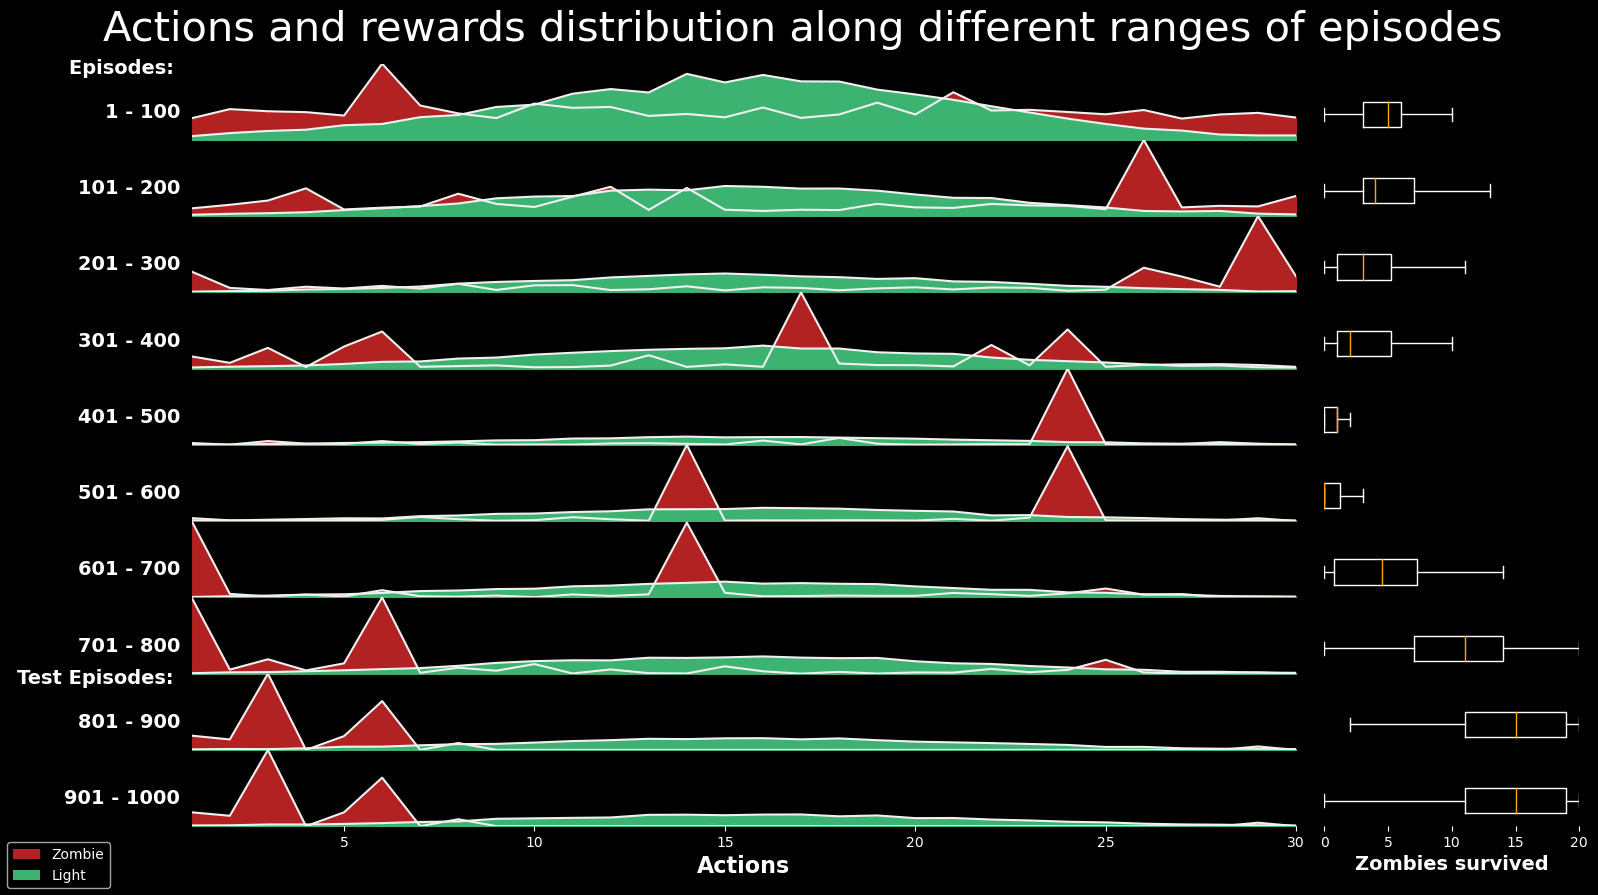 Actions and rewards distribution along different ranges of episodes
Episodes:
1 - 100
101 - 200
201 - 300
301 - 400
401 - 500
501 - 600
601 - 700
701 - 800
Test Episodes:
801 - 900
901 - 1000
5 10 15 20 25 30
0 5 10 15 20
Actions
Zombies survived
Zombie
Light